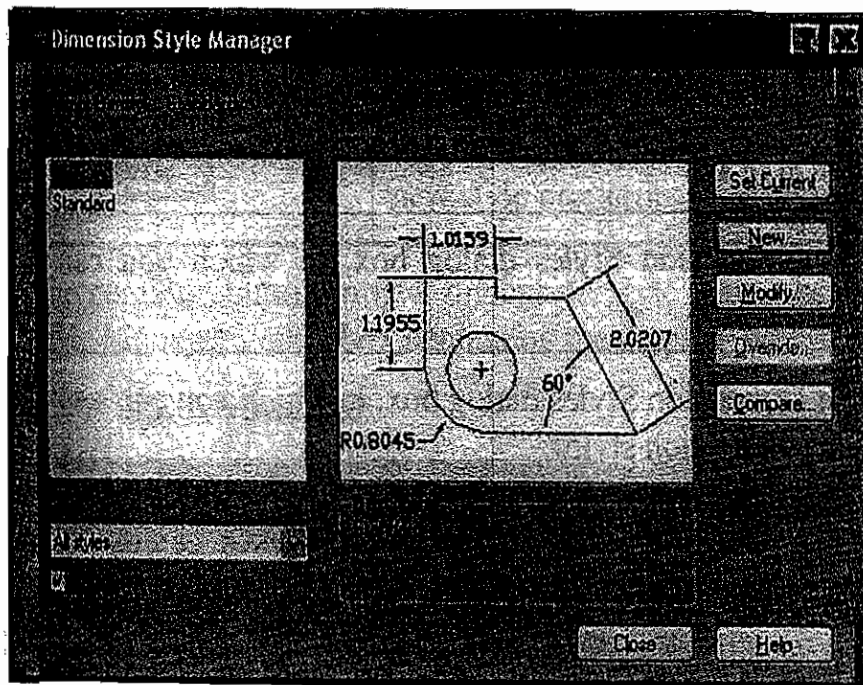 Dimension Style Manager
Standard
Set Current
New...
Modify...
Override...
Compare...
1.0159
1.1955
2.0207
60°
R0.8045
All styles
Close
Help